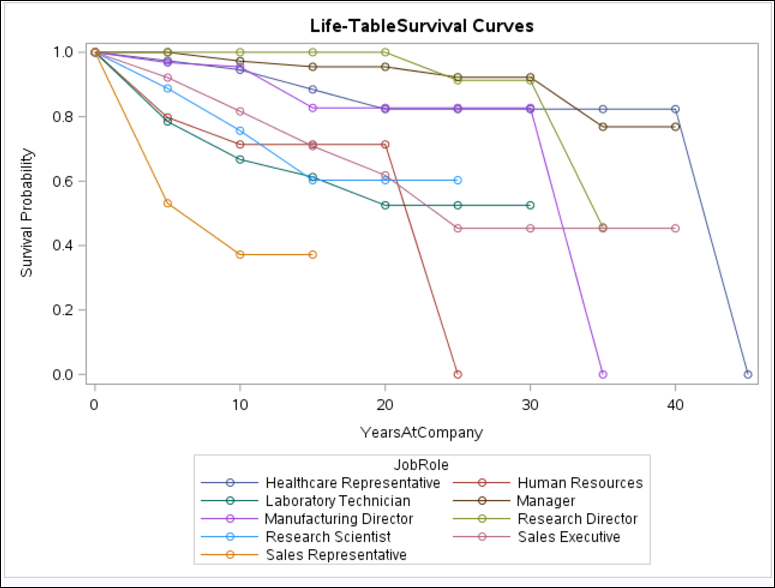 Life-TableSurvival Curves
1.0
0.8
0.6
0.4
0.2
0.0
Survival Probability
0 10 20 30 40
YearsAtCompany
JobRole
Healthcare Representative Human Resources
Laboratory Technician Manager
Manufacturing Director Research Director
Research Scientist Sales Executive
Sales Representative